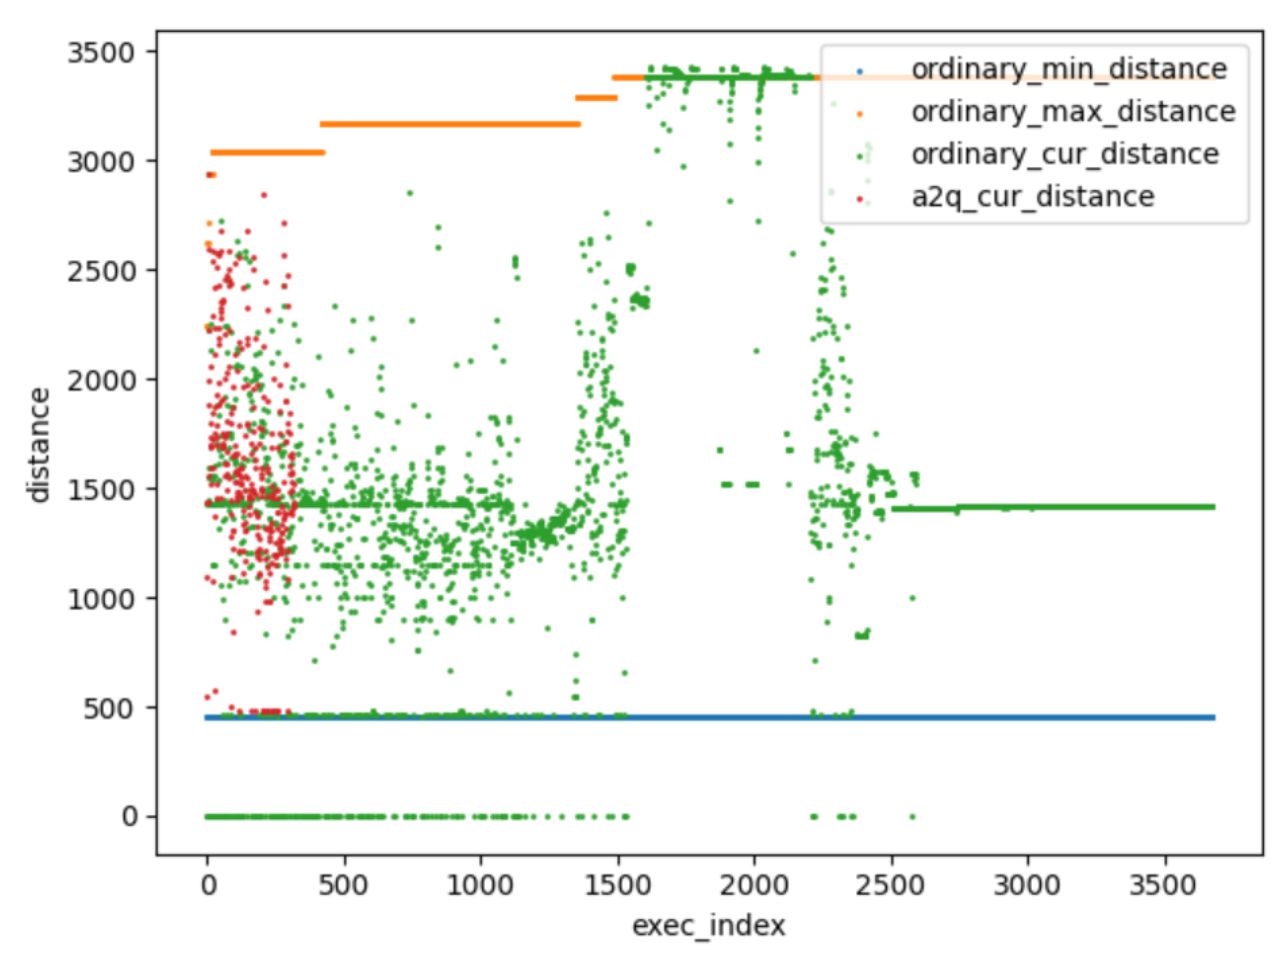 3500
3000
2500
2000
1500
1000
500
0
distance
0 500 1000 1500 2000 2500 3000 3500
exec_index
ordinary_min_distance
ordinary_max_distance
ordinary_cur_distance
a2q_cur_distance